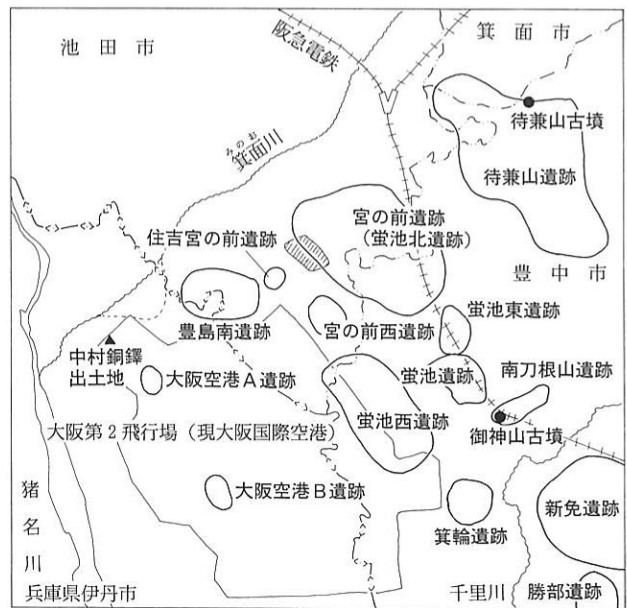 池田市
阪急電鉄
箕面市
待兼山古墳
みのお
箕面川
待兼山遺跡
宮の前遺跡
(蛍池北遺跡)
住吉宮の前遺跡
豊中市
蛍池東遺跡
豊島南遺跡
宮の前西遺跡
中村銅鐸
出土地
大阪空港A遺跡
蛍池遺跡
南刀根山遺跡
蛍池西遺跡
御神山古墳
大阪第2飛行場(現大阪国際空港)
大阪空港B遺跡
新免遺跡
箕輪遺跡
猪名川
兵庫県伊丹市
千里川
勝部遺跡